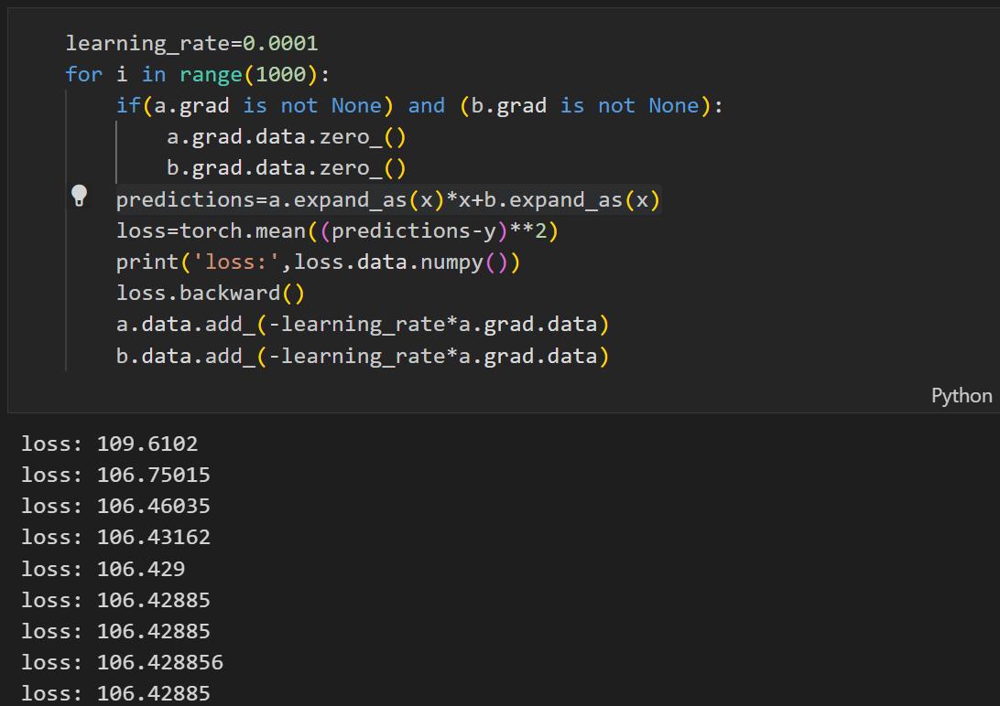 learning_rate=0.0001
for i in range(1000):
    if(a.grad is not None) and (b.grad is not None):
        a.grad.data.zero_()
        b.grad.data.zero_()
    predictions=a.expand_as(x)*x+b.expand_as(x)
    loss=torch.mean((predictions-y)**2)
    print('loss:',loss.data.numpy())
    loss.backward()
    a.data.add_(-learning_rate*a.grad.data)
    b.data.add_(-learning_rate*a.grad.data)
Python
loss: 109.6102
loss: 106.75015
loss: 106.46035
loss: 106.43162
loss: 106.429
loss: 106.42885
loss: 106.42885
loss: 106.428856
loss: 106.42885